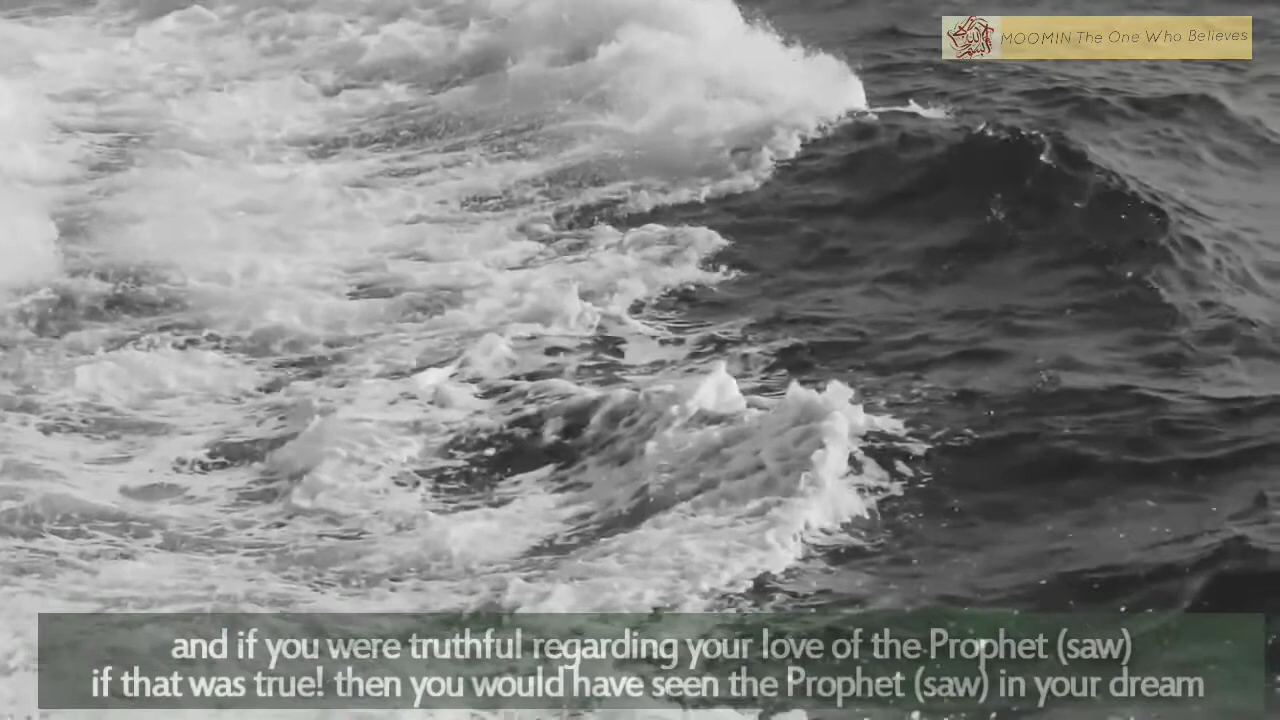 MOOMIN The One Who Believes
and if you were truthful regarding your love of the Prophet (saw)
if that was true! then you would have seen the Prophet (saw) in your dream